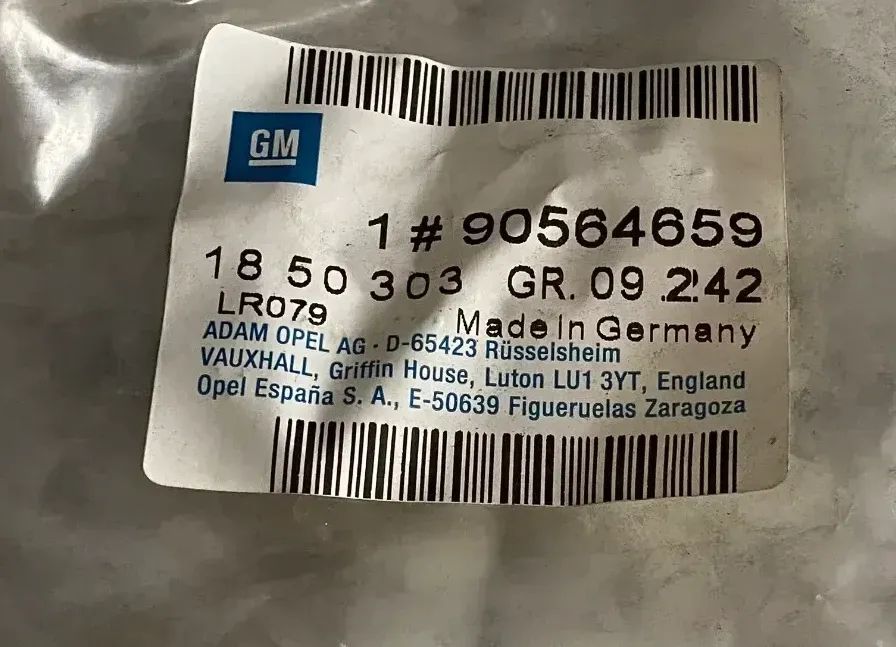 GM
1 # 90564659
18 50 303 GR. 09.2!42
LR079
Made In Germany
ADAM OPEL AG · D-65423 Rüsselsheim
VAUXHALL, Griffin House, Luton LU1 3YT, England
Opel España S. A., E-50639 Figueruelas Zaragoza